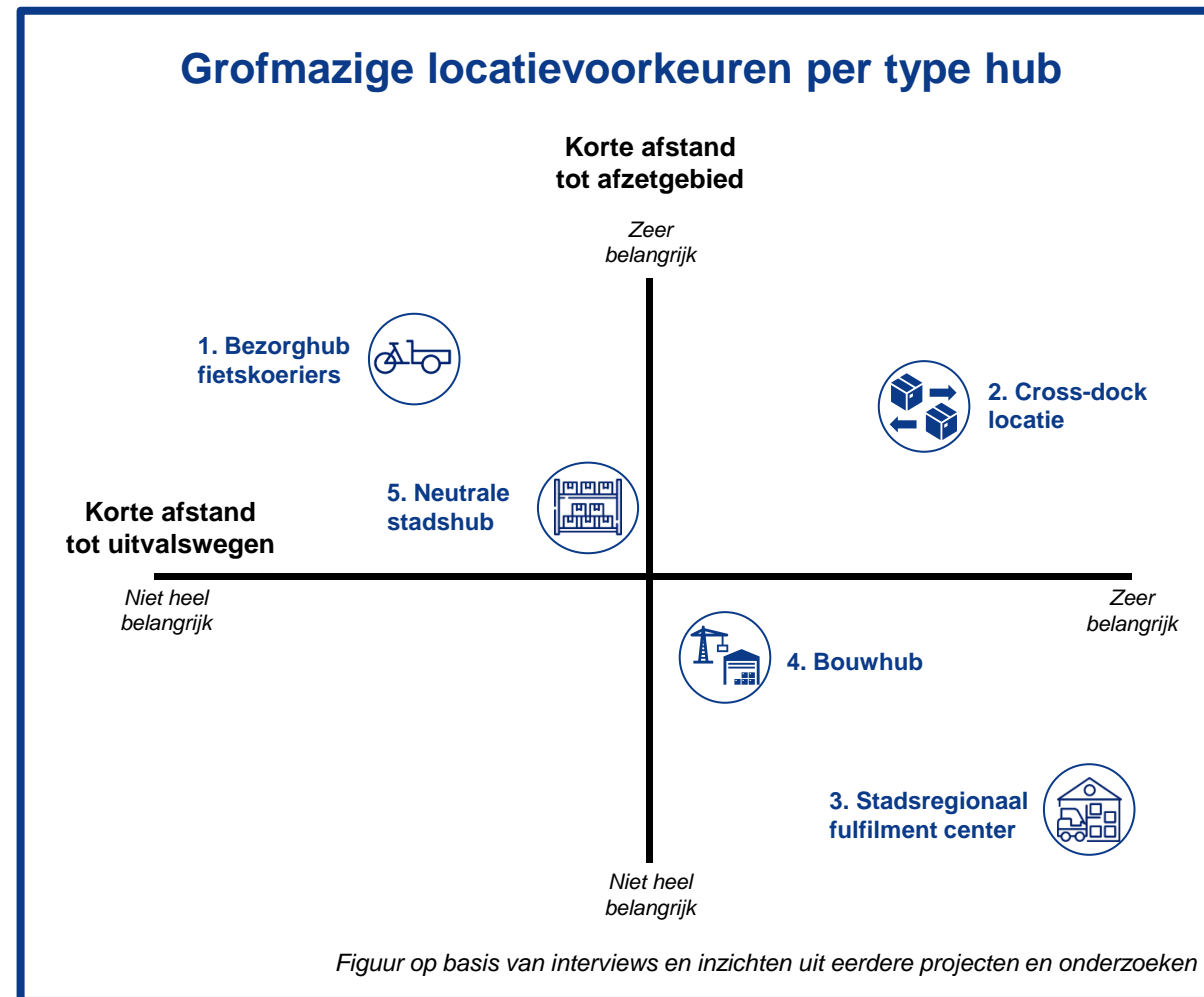 Grofmazige locatievoorkeuren per type hub
Korte afstand
tot afzetgebied
Zeer
belangrijk
1. Bezorghub
fietskoeriers
2. Cross-dock
locatie
5. Neutrale
stadshub
Korte afstand
tot uitvalswegen
Niet heel
belangrijk
Zeer
belangrijk
4. Bouwhub
3. Stadsregionaal
fulfilment center
Niet heel
belangrijk
Figuur op basis van interviews en inzichten uit eerdere projecten en onderzoeken